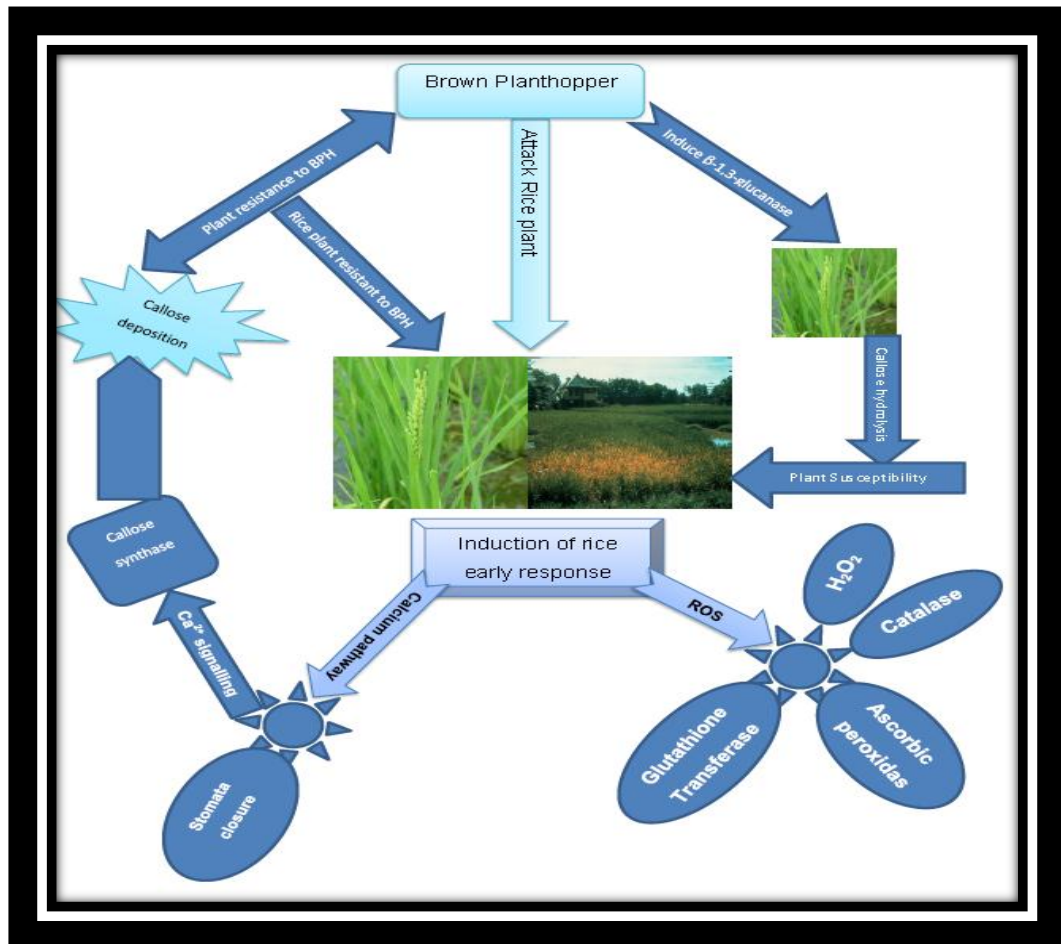 Brown Planthopper
Plant resistance to BPH
Rice plant resistant to BPH
Attack Rice plant
Induce β-1,3-glucanase
Callose
deposition
Callose hydrolysis
Plant Susceptibility
Callose
synthase
Induction of rice
early response
Calcium pathway
ROS
H₂O₂
Catalase
Ca²⁺ signalling
Stomata
closure
Glutathione
Transferase
Ascorbic
peroxidas